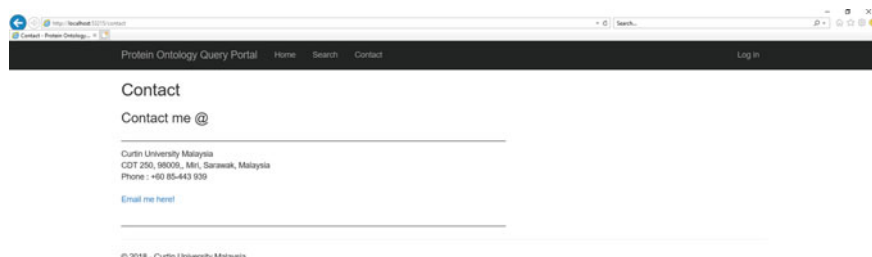 Search...
Contact - Protein Ontology...
Protein Ontology Query Portal Home Search Contact Log in
Contact
Contact me @
Curtin University Malaysia
CDT 250, 98009,, Miri, Sarawak, Malaysia
Phone : +60 85-443 939
Email me here!
© 2018 - Curtin University Malaysia